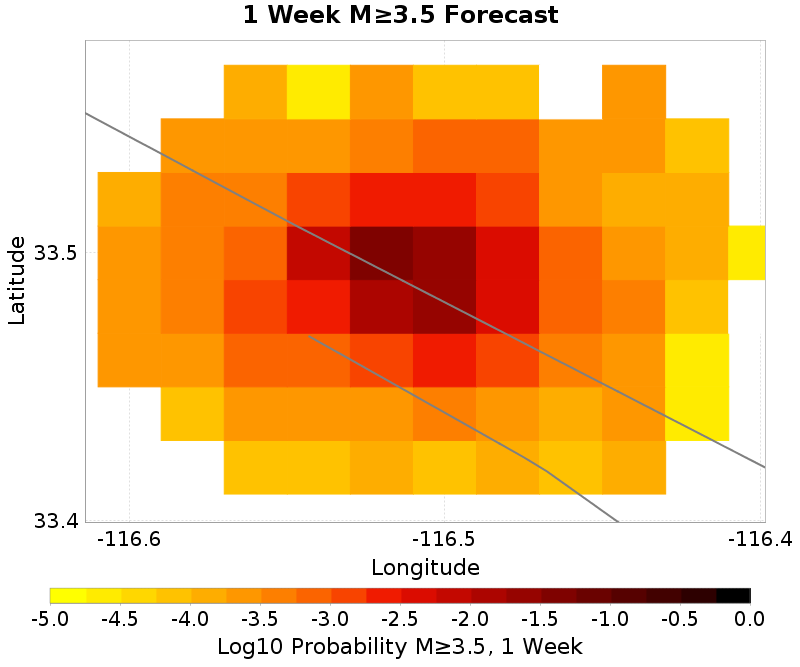 1 Week M≥3.5 Forecast
Latitude
33.5
33.4
-116.6 -116.5 -116.4
Longitude
-5.0 -4.5 -4.0 -3.5 -3.0 -2.5 -2.0 -1.5 -1.0 -0.5 0.0
Log10 Probability M≥3.5, 1 Week